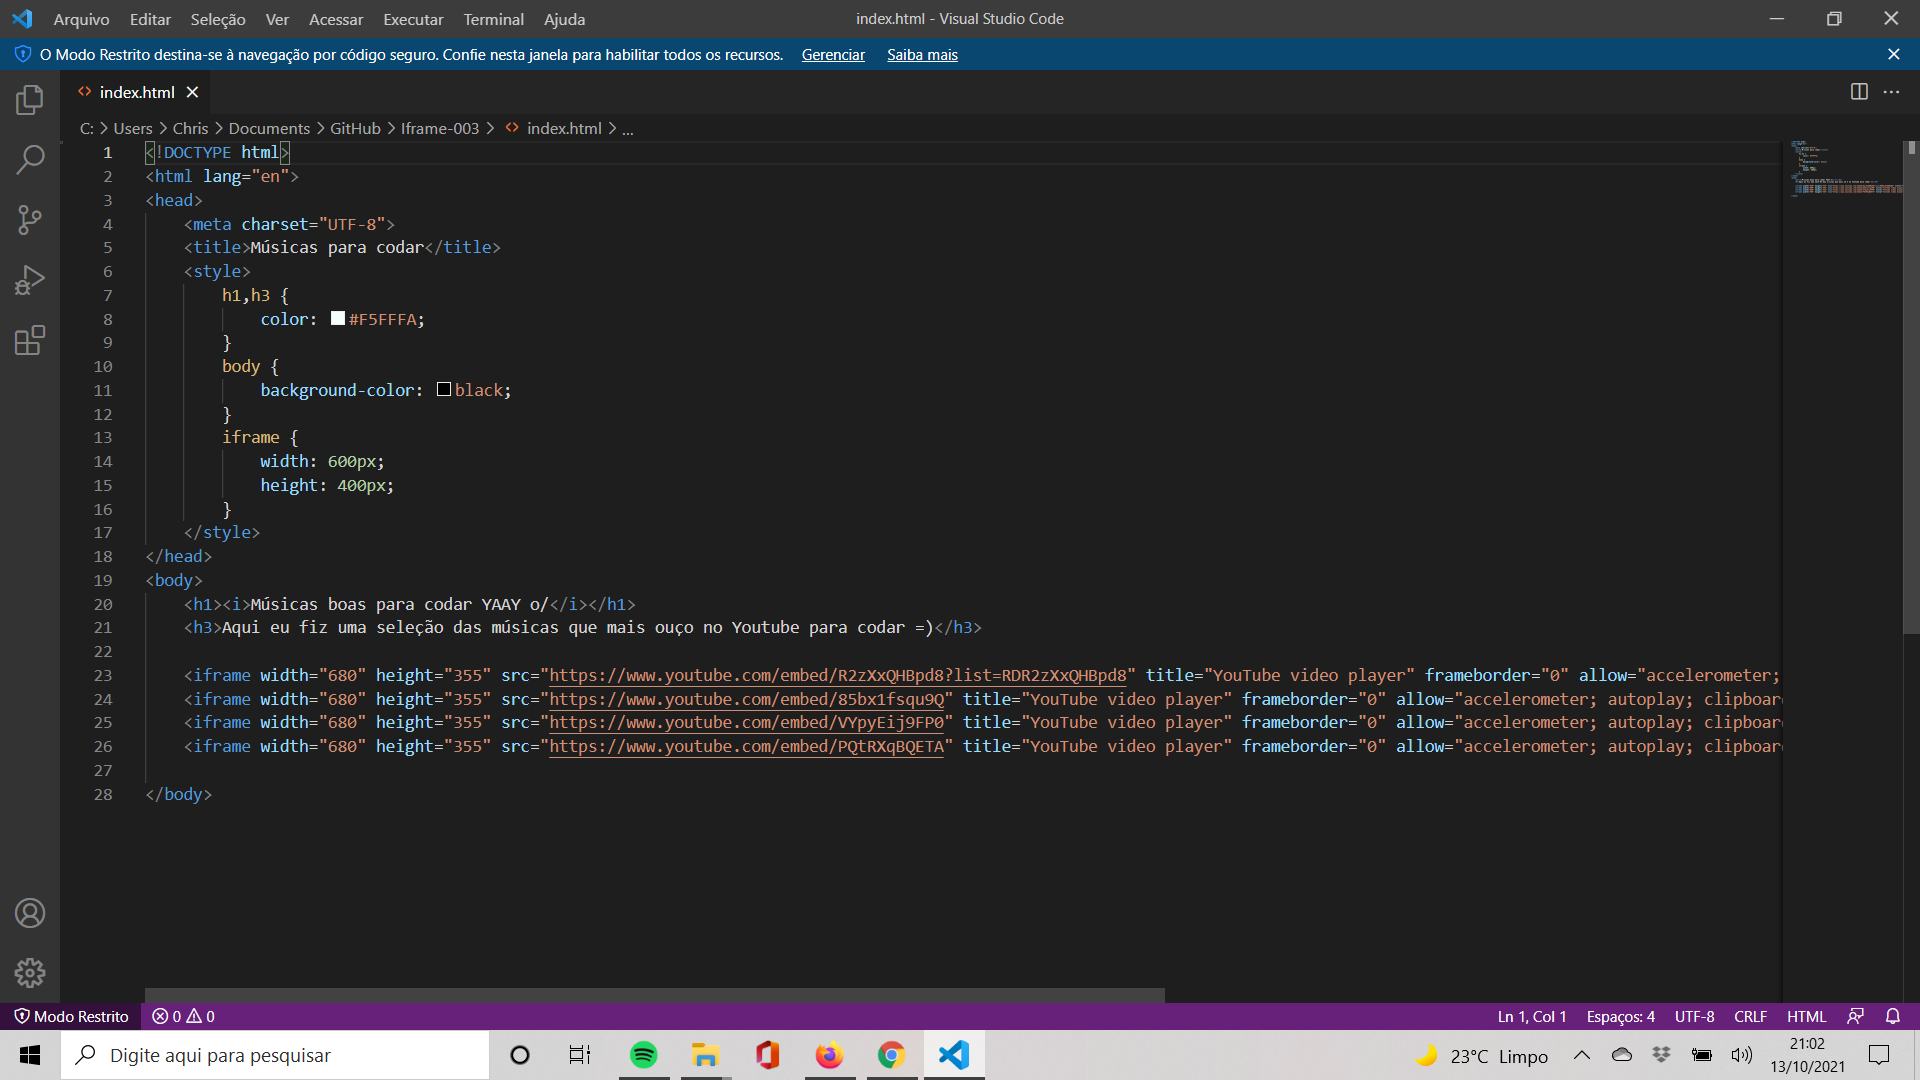 Arquivo Editar Seleção Ver Acessar Executar Terminal Ajuda index.html - Visual Studio Code
O Modo Restrito destina-se à navegação por código seguro. Confie nesta janela para habilitar todos os recursos. Gerenciar Saiba mais
<> index.html
C: > Users > Chris > Documents > GitHub > Iframe-003 > <> index.html > ...
1 <!DOCTYPE html>
2 <html lang="en">
3 <head>
4 <meta charset="UTF-8">
5 <title>Músicas para codar</title>
6 <style>
7 h1,h3 {
8 color: #F5FFFA;
9 }
10 body {
11 background-color: black;
12 }
13 iframe {
14 width: 600px;
15 height: 400px;
16 }
17 </style>
18 </head>
19 <body>
20 <h1><i>Músicas boas para codar YAAY o/</i></h1>
21 <h3>Aqui eu fiz uma seleção das músicas que mais ouço no Youtube para codar =)</h3>
22
23 <iframe width="680" height="355" src="https://www.youtube.com/embed/R2zXxQHBpd8?list=RDR2zXxQHBpd8" title="YouTube video player" frameborder="0" allow="accelerometer;
24 <iframe width="680" height="355" src="https://www.youtube.com/embed/85bx1fsqu9Q" title="YouTube video player" frameborder="0" allow="accelerometer; autoplay; clipboar
25 <iframe width="680" height="355" src="https://www.youtube.com/embed/VYpyEij9FP0" title="YouTube video player" frameborder="0" allow="accelerometer; autoplay; clipboar
26 <iframe width="680" height="355" src="https://www.youtube.com/embed/PQtRXqBQETA" title="YouTube video player" frameborder="0" allow="accelerometer; autoplay; clipboar
27
28 </body>
Modo Restrito 0 0 Ln 1, Col 1 Espaços: 4 UTF-8 CRLF HTML
Digite aqui para pesquisar 23°C Limpo 21:02
13/10/2021